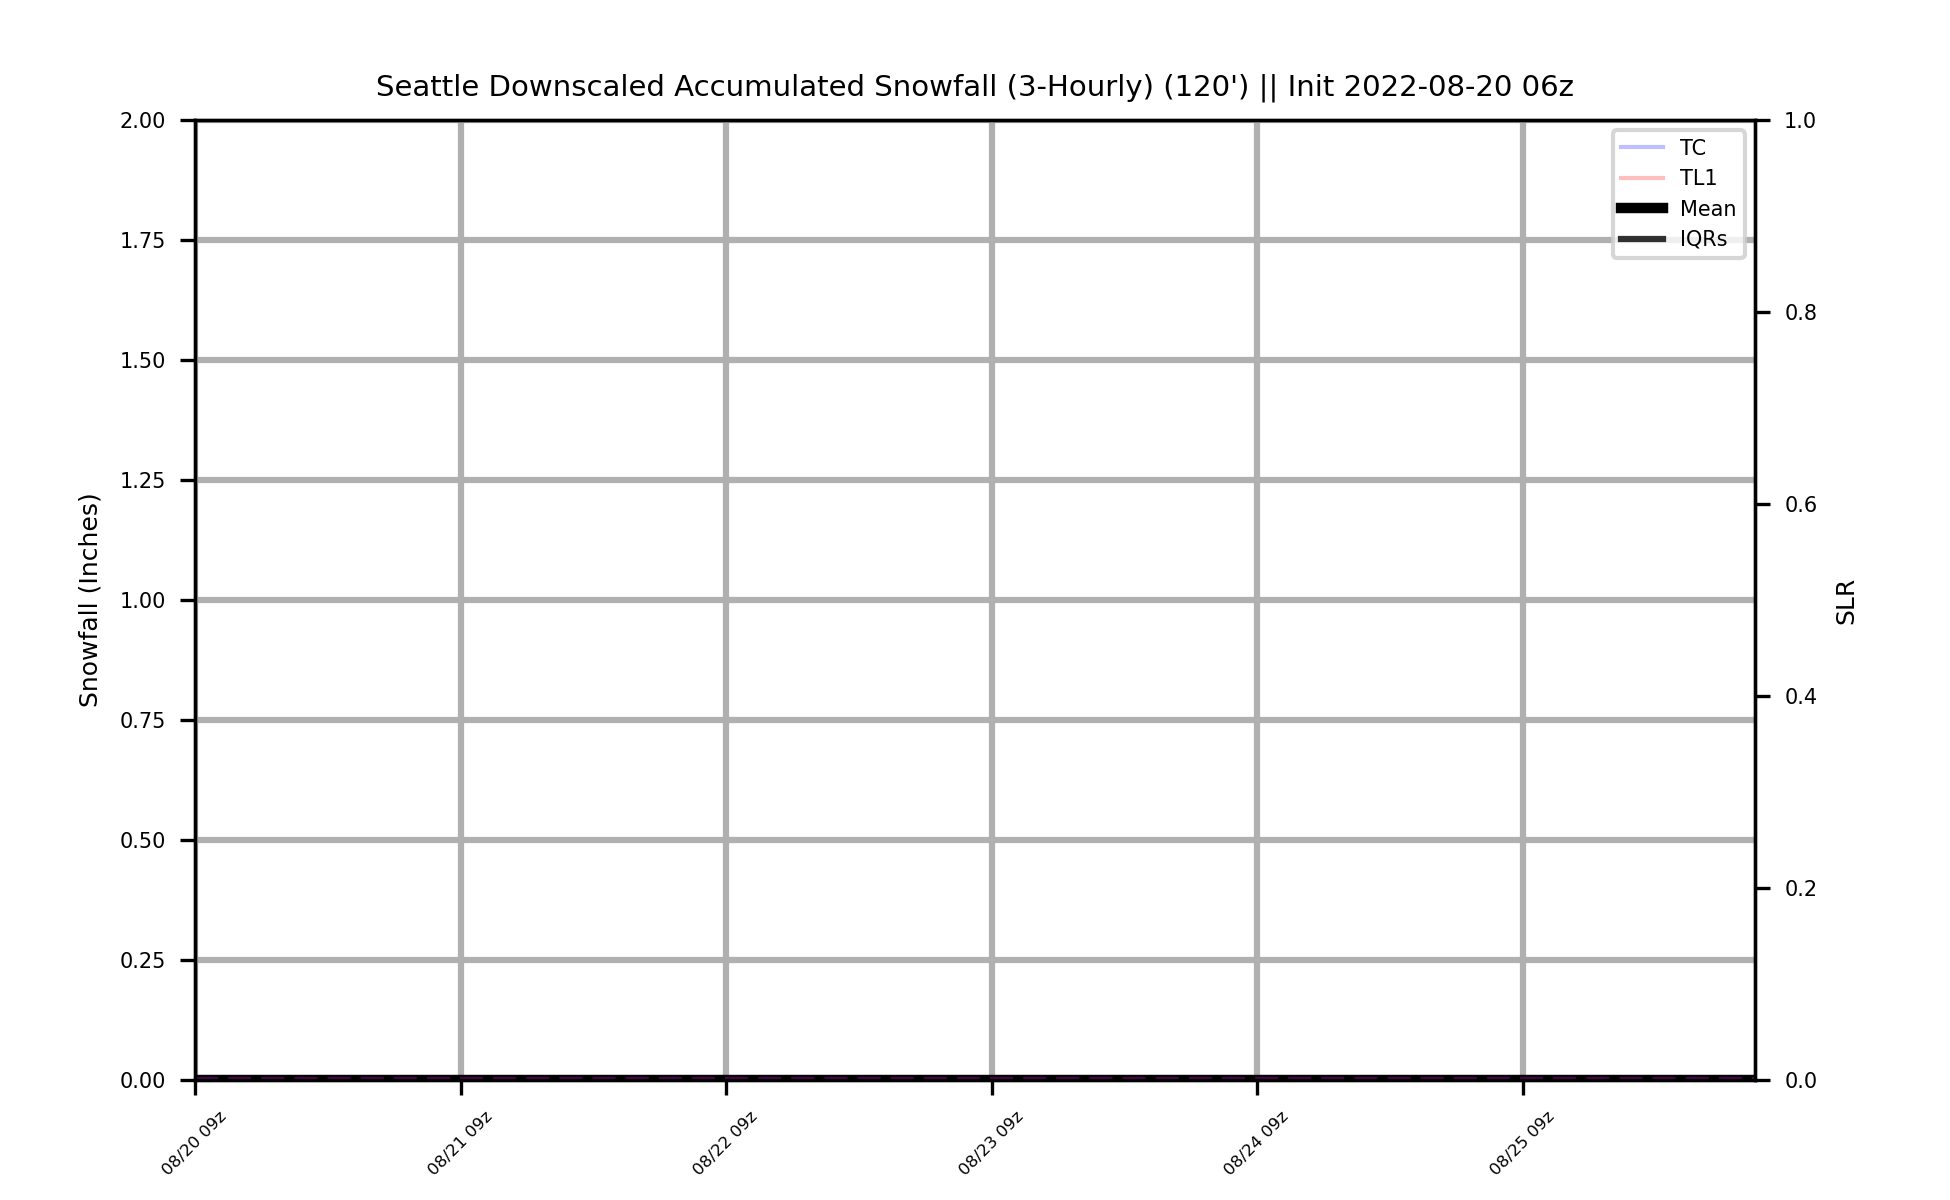 Seattle Downscaled Accumulated Snowfall (3-Hourly) (120') || Init 2022-08-20 06z
2.00
1.75
1.50
1.25
1.00
0.75
0.50
0.25
0.00
Snowfall (Inches)
TC
TL1
Mean
IQRs
1.0
0.8
0.6
0.4
0.2
0.0
SLR
08/20 09z
08/21 09z
08/22 09z
08/23 09z
08/24 09z
08/25 09z